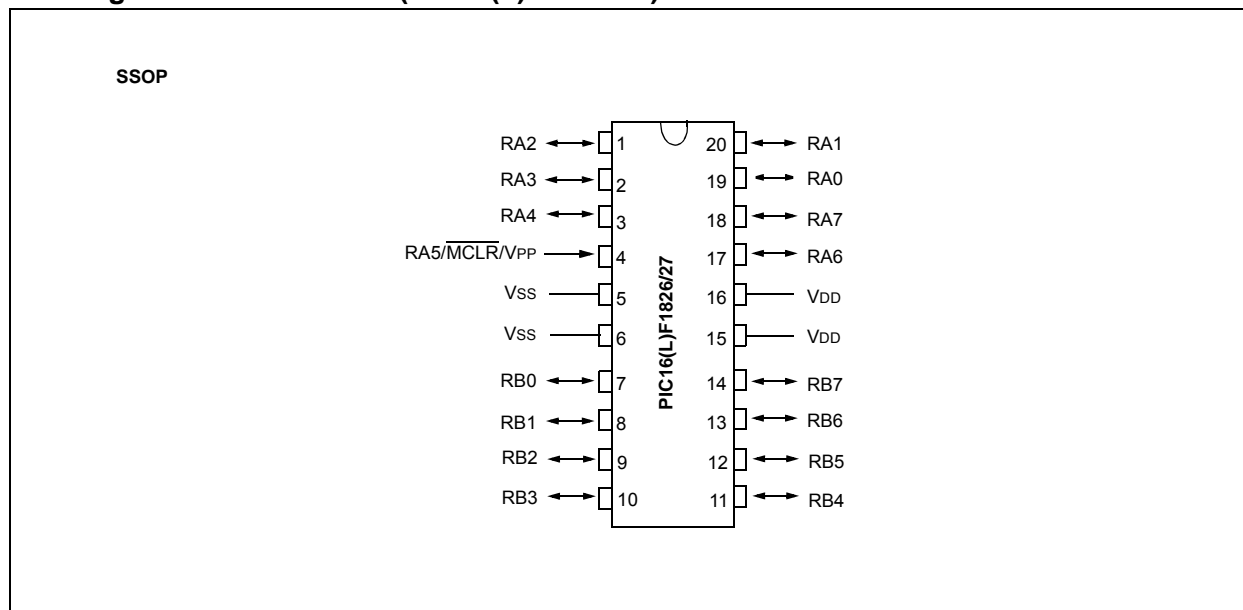 SSOP
RA2 1 20 RA1
RA3 2 19 RA0
RA4 3 18 RA7
RA5/MCLR/VPP 4 17 RA6
VSS 5 16 VDD
VSS 6 15 VDD
RB0 7 14 RB7
RB1 8 13 RB6
RB2 9 12 RB5
RB3 10 11 RB4
PIC16(L)F1826/27